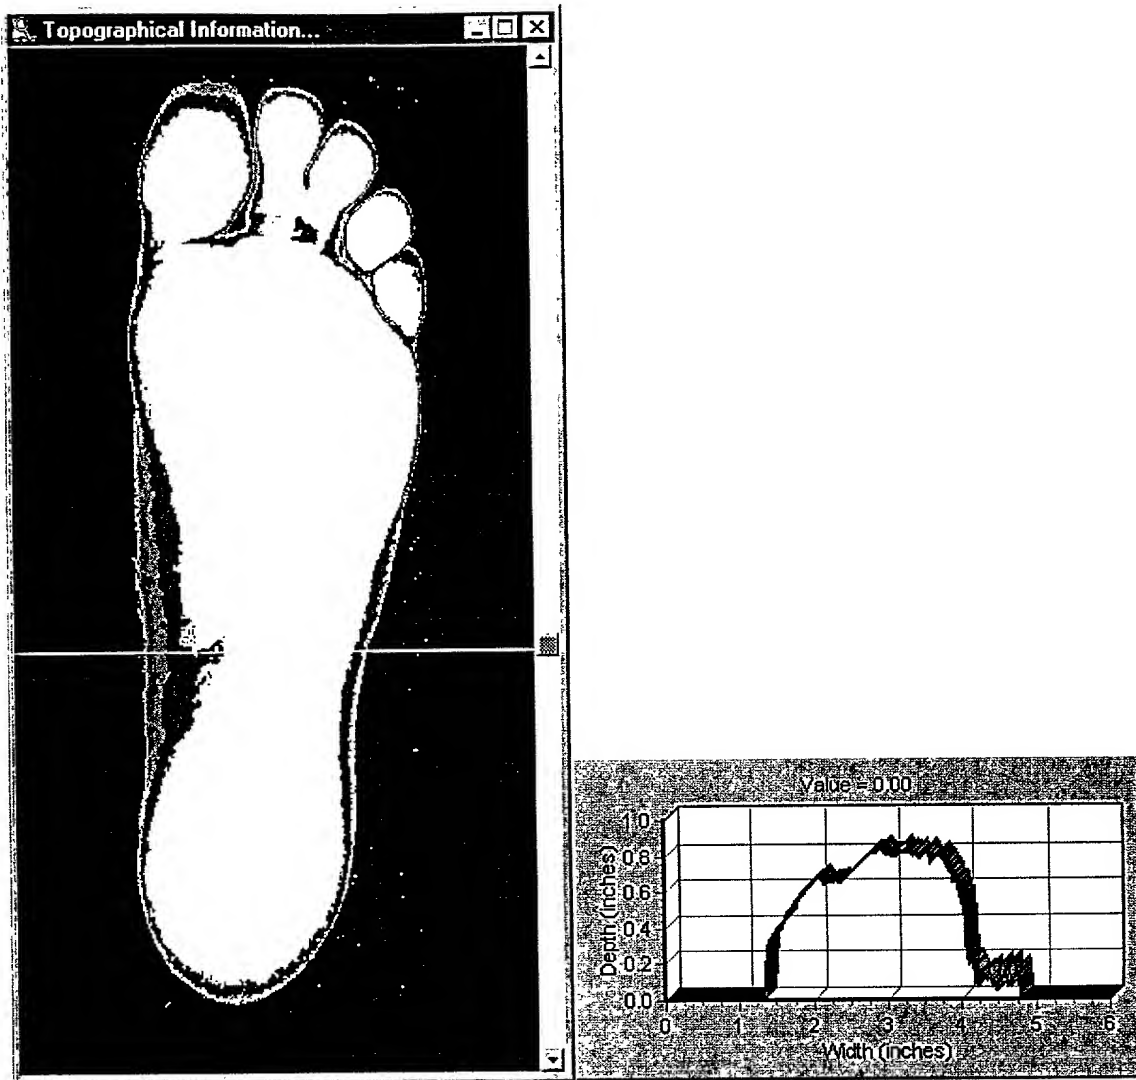 Topographical Information...
Value = 0.00
Depth (inches)
1.0
0.8
0.6
0.4
0.2
0.0
0 1 2 3 4 5 6
Width (inches)